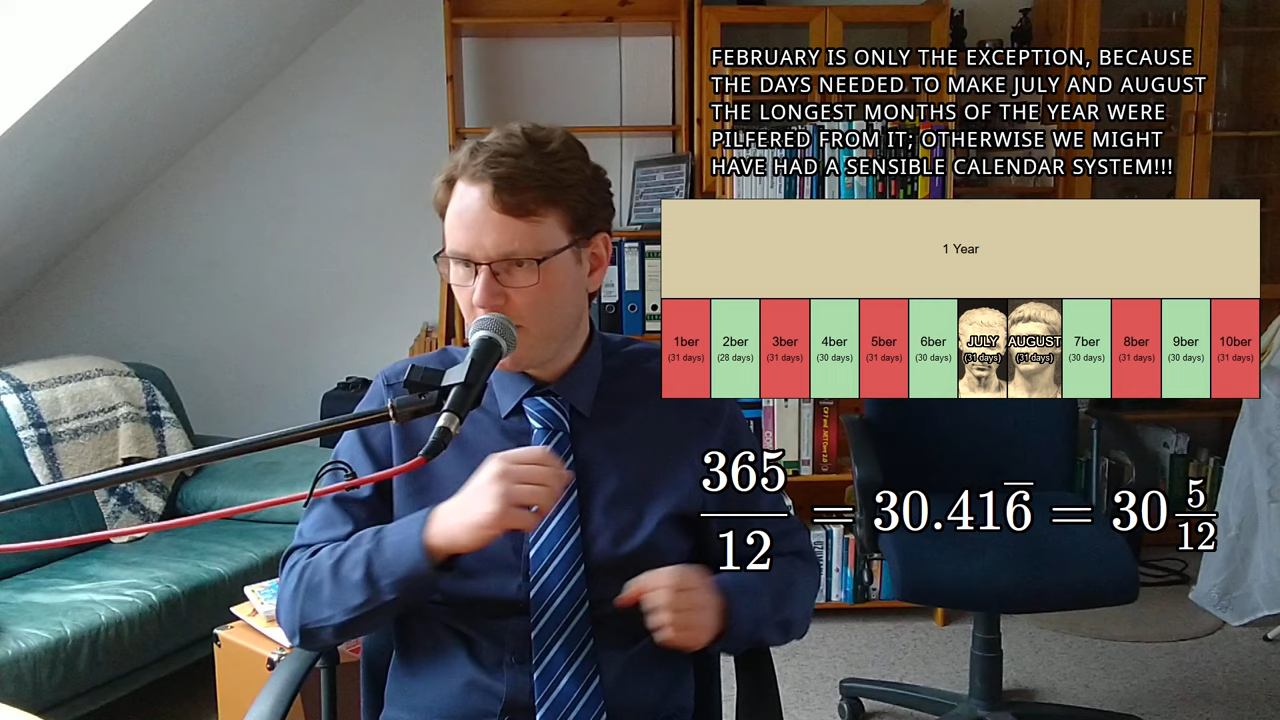 FEBRUARY IS ONLY THE EXCEPTION, BECAUSE
THE DAYS NEEDED TO MAKE JULY AND AUGUST
THE LONGEST MONTHS OF THE YEAR WERE
PILFERED FROM IT; OTHERWISE WE MIGHT
HAVE HAD A SENSIBLE CALENDAR SYSTEM!!!
1 Year
1ber 2ber 3ber 4ber 5ber 6ber JULY AUGUST 7ber 8ber 9ber 10ber
(31 days) (28 days) (31 days) (30 days) (31 days) (30 days) (31 days) (31 days) (30 days) (31 days) (30 days) (31 days)
365/12 = 30.416̅ = 30 5/12